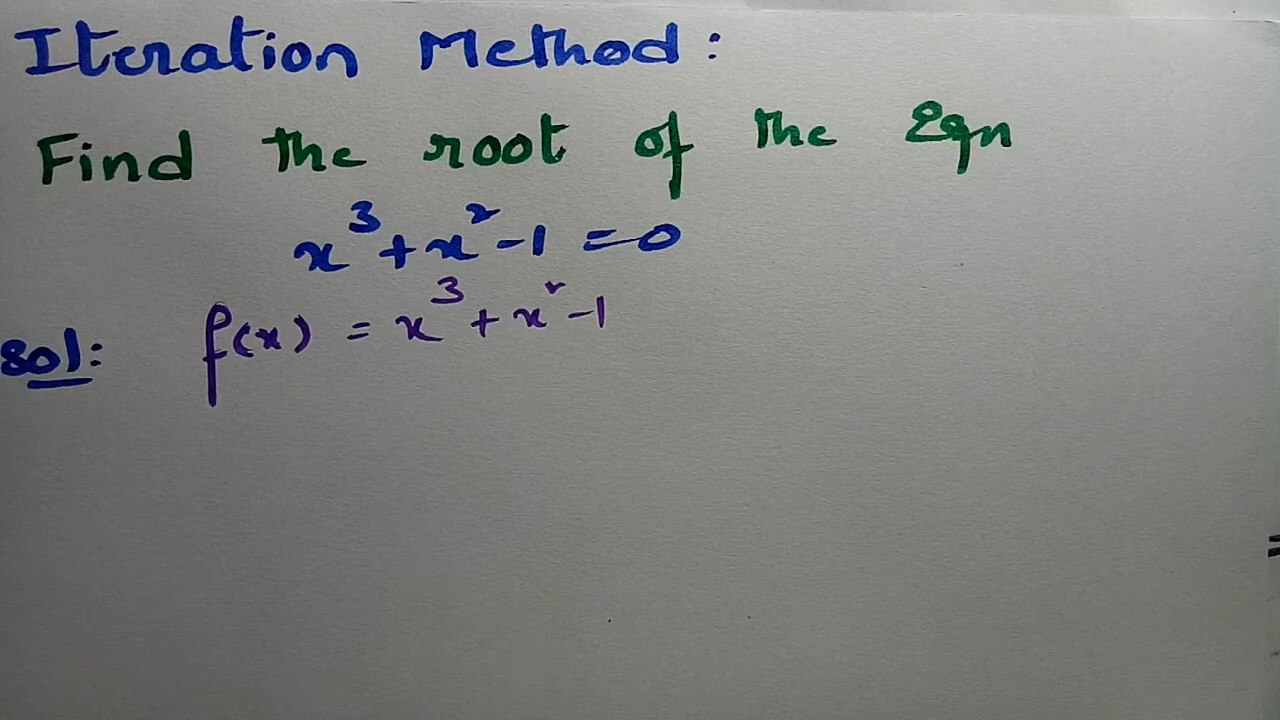 Iteration Method:
Find the root of the Eqn
x³+x²-1=0
Sol: f(x) = x³+x²-1